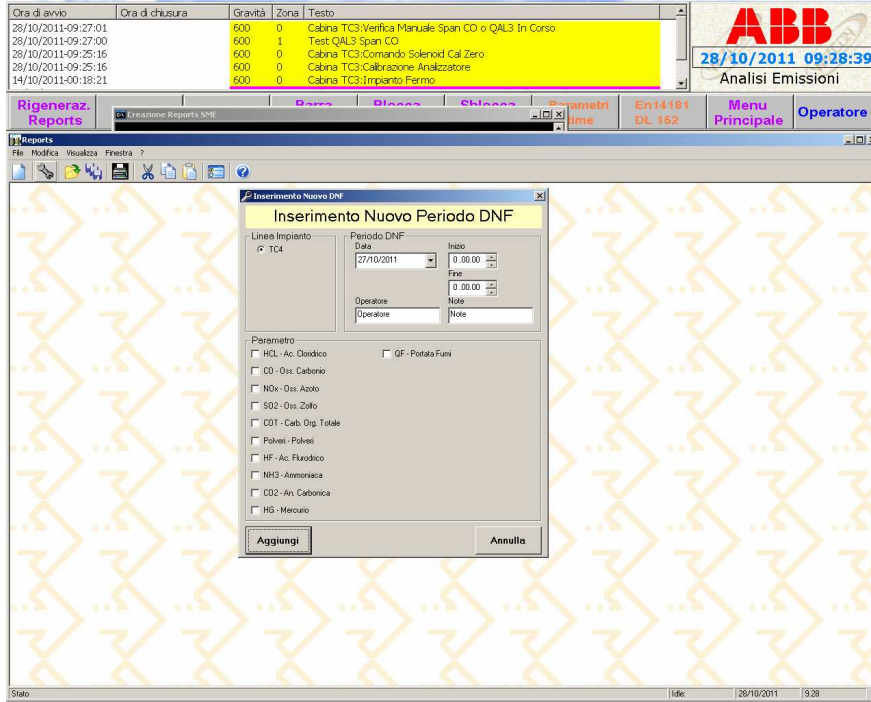 Ora di avvio Ora di chiusura Gravità Zona Testo
28/10/2011-09:27:01 600 0 Cabina TC3:Verifica Manuale Span CO o QAL3 In Corso
28/10/2011-09:27:00 600 1 Test QAL3 Span CO
28/10/2011-09:25:16 600 0 Cabina TC3:Comando Solenoid Cal Zero
28/10/2011-09:25:16 600 0 Cabina TC3:Calibrazione Analizzatore
14/10/2011-00:18:21 600 0 Cabina TC3:Impianto Fermo
ABB
28/10/2011 09:28:39
Analisi Emissioni
Rigeneraz. Reports
Barra Blocca Sblocca
En14181 DL 152
Menu Principale
Operatore
Creazione Reports SME
Reports
File Modifica Visualizza Finestra ?
Inserimento Nuovo DNF
Inserimento Nuovo Periodo DNF
Linea Impianto
TC4
Periodo DNF
Data Inizio
27/10/2011 0 .00.00
Fine
0 .00.00
Operatore Note
Operatore Note
Parametro
HCL - Ac. Cloridrico QF - Portata Fumi
CO - Oss. Carbonio
NOx - Oss. Azoto
SO2 - Oss. Zolfo
COT - Carb. Org. Totale
Polveri - Polveri
HF - Ac. Flurodrico
NH3 - Ammoniaca
CO2 - An. Carbonica
HG - Mercurio
Aggiungi Annulla
Stato Idle: 28/10/2011 9.28